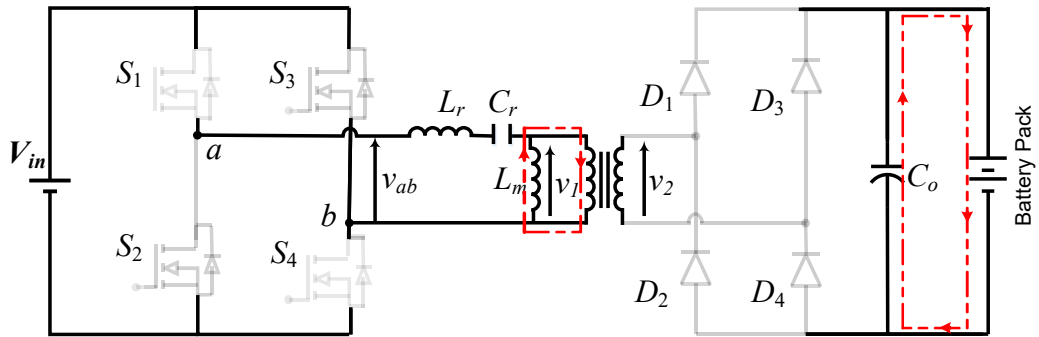 S1
S3
Lr
Cr
D1
D3
Vin
a
vab
Lm
v1
v2
Co
Battery Pack
b
S2
S4
D2
D4